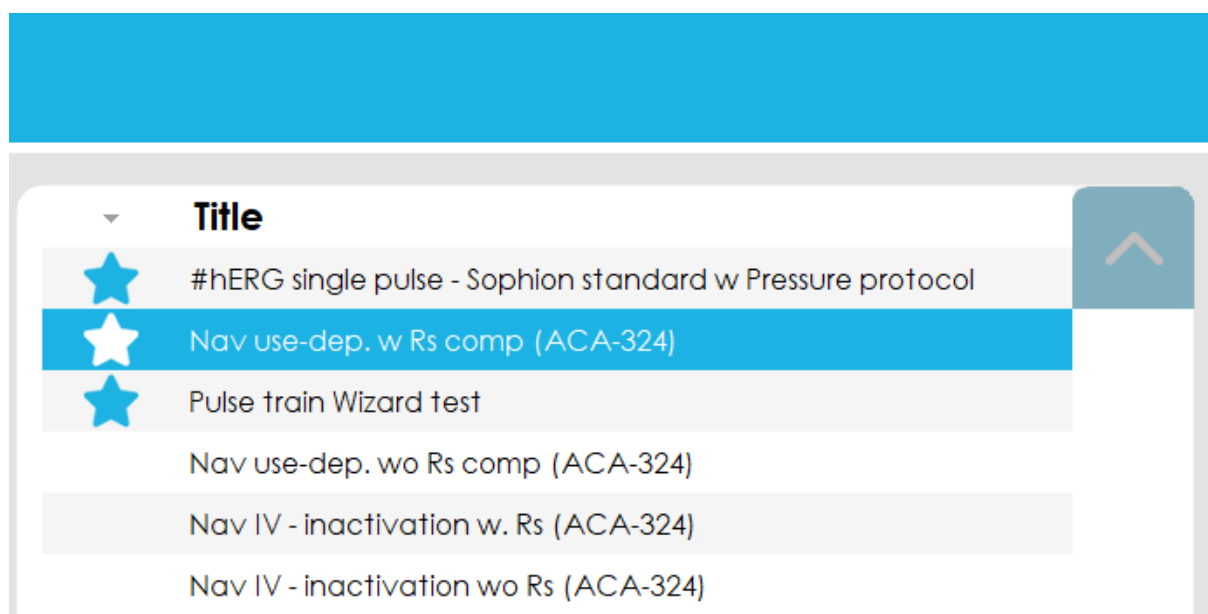 Title
#hERG single pulse - Sophion standard w Pressure protocol
Nav use-dep. w Rs comp (ACA-324)
Pulse train Wizard test
Nav use-dep. wo Rs comp (ACA-324)
Nav IV - inactivation w. Rs (ACA-324)
Nav IV - inactivation wo Rs (ACA-324)